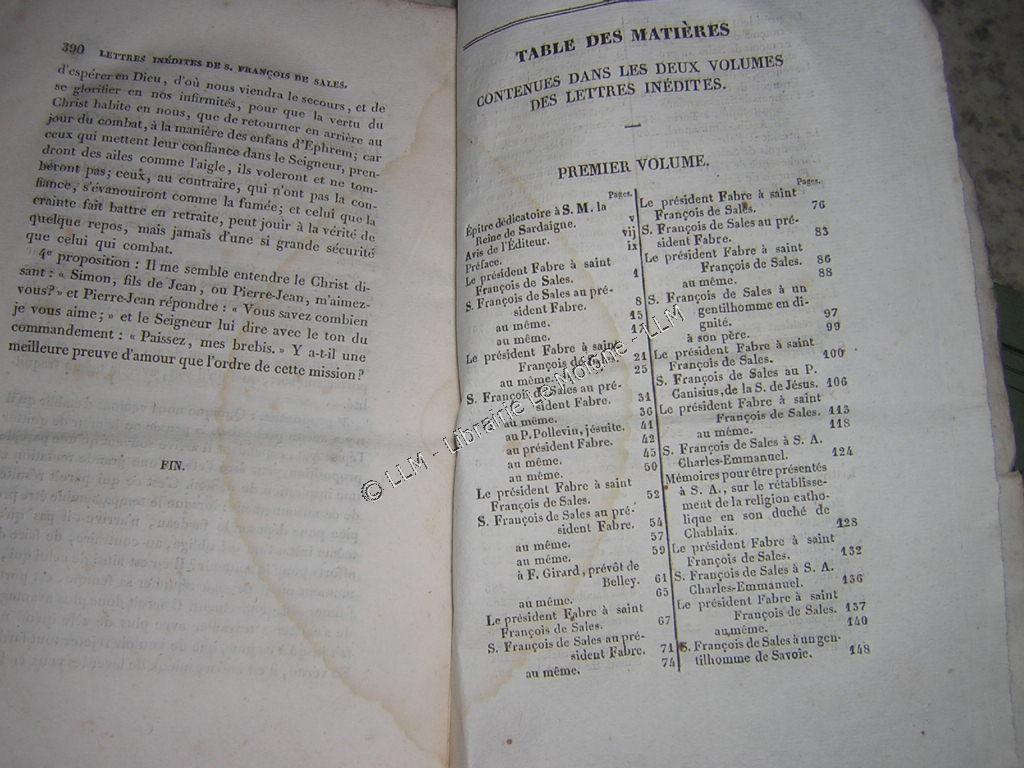 390 LETTRES INÉDITES DE S. FRANÇOIS DE SALES.
d'espérer en Dieu, d'où nous viendra le secours, et de
se glorifier en nos infirmités, pour que la vertu du
Christ habite en nous, que de retourner en arrière au
jour du combat, à la manière des enfans d'Ephrem; car
ceux qui mettent leur confiance dans le Seigneur, pren-
dront des ailes comme l'aigle, ils voleront et ne tom-
beront pas; ceux, au contraire, qui n'ont pas la con-
fiance, s'évanouiront comme la fumée; et celui que la
crainte fait battre en retraite, peut jouir à la vérité de
quelque repos, mais jamais d'une si grande sécurité
que celui qui combat.
4e proposition : Il me semble entendre le Christ di-
sant : « Simon, fils de Jean, ou Pierre-Jean, m'aimez-
vous? » et Pierre-Jean répondre : « Vous savez combien
je vous aime; » et le Seigneur lui dire avec le ton du
commandement : « Paissez, mes brebis. » Y a-t-il une
meilleure preuve d'amour que l'ordre de cette mission?
FIN.
TABLE DES MATIÈRES
CONTENUES DANS LES DEUX VOLUMES
DES LETTRES INÉDITES.
PREMIER VOLUME.
Pages.
Épître dédicatoire à S. M. la
Reine de Sardaigne. v
Avis de l'Éditeur. vij
Préface. ix
Le président Fabre à saint
François de Sales. 1
S. François de Sales au pré-
sident Fabre. 8
au même. 15
au même. 17
Le président Fabre à saint
François de Sales. 21
au même. 25
S. François de Sales au pré-
sident Fabre. 31
au même. 36
au P. Pollevin, jésuite. 41
au président Fabre. 42
au même. 45
au même. 50
Le président Fabre à saint
François de Sales. 52
S. François de Sales au pré-
sident Fabre. 54
au même. 57
au même. 59
à F. Girard, prévôt de
Belley. 61
au même. 65
Le président Fabre à saint
François de Sales. 67
S. François de Sales au pré-
sident Fabre. 71
au même. 74
Pages.
Le président Fabre à saint
François de Sales. 76
S. François de Sales au pré-
sident Fabre. 83
Le président Fabre à saint
François de Sales. 86
au même. 88
S. François de Sales à un
gentilhomme en di-
gnité. 97
à son père. 99
Le président Fabre à saint
François de Sales. 100
S. François de Sales au P.
Canisius, de la S. de Jésus. 106
Le président Fabre à saint
François de Sales. 113
au même. 118
S. François de Sales à S. A.
Charles-Emmanuel. 124
Mémoires pour être présentés
à S. A., sur le rétablisse-
ment de la religion catho-
lique en son duché de
Chablaix. 128
Le président Fabre à saint
François de Sales. 132
S. François de Sales à S. A.
Charles-Emmanuel. 136
Le président Fabre à saint
François de Sales. 137
au même. 140
S. François de Sales à un gen-
tilhomme de Savoie. 148
© LLM - Librairie Le Moigne - LLM